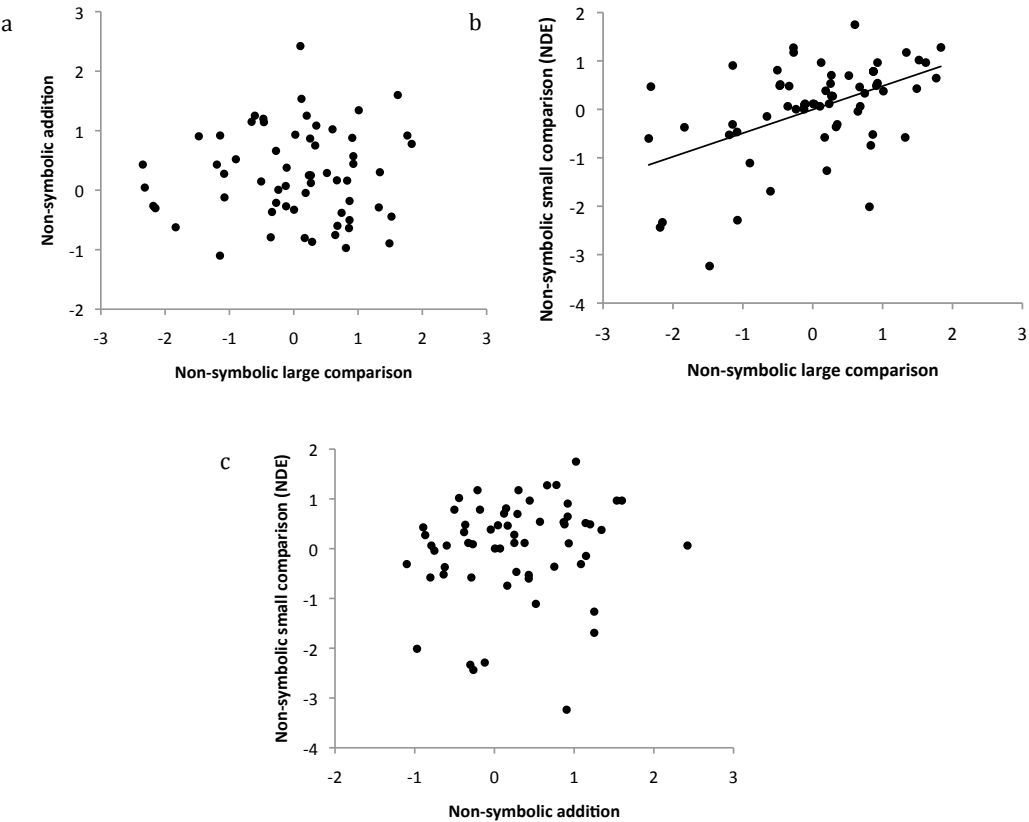 a
3
2
1
0
-1
-2
Non-symbolic addition
-3 -2 -1 0 1 2 3
Non-symbolic large comparison
b
2
1
0
-1
-2
-3
-4
Non-symbolic small comparison (NDE)
-3 -2 -1 0 1 2 3
Non-symbolic large comparison
c
2
1
0
-1
-2
-3
-4
Non-symbolic small comparison (NDE)
-2 -1 0 1 2 3
Non-symbolic addition